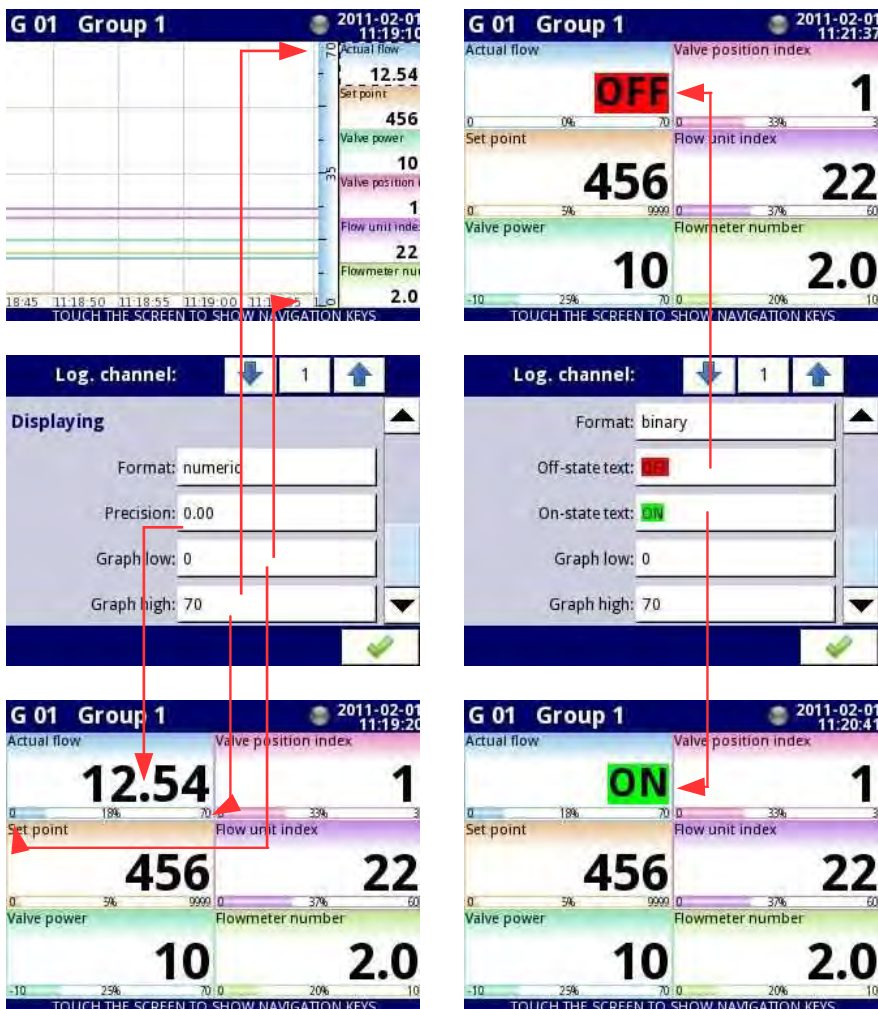 G 01 Group 1 2011-02-01
11:19:10
70
Actual flow
12.54
Set point
456
Valve power
10
35
Valve position i
1
Flow unit inde
22
Flowmeter nu
2.0
0
18:45 11:18:50 11:18:55 11:19:00
TOUCH THE SCREEN TO SHOW NAVIGATION KEYS
G 01 Group 1 2011-02-01
11:21:37
Actual flow Valve position index
OFF 1
0 0% 70 0 33% 3
Set point Flow unit index
456 22
0 5% 9999 0 37% 60
Valve power Flowmeter number
10 2.0
-10 25% 70 0 20% 10
TOUCH THE SCREEN TO SHOW NAVIGATION KEYS
Log. channel: 1
Displaying
Format: numeric
Precision: 0.00
Graph low: 0
Graph high: 70
Log. channel: 1
Format: binary
Off-state text: OFF
On-state text: ON
Graph low: 0
Graph high: 70
G 01 Group 1 2011-02-01
11:19:20
Actual flow Valve position index
12.54 1
0 18% 70 0 33% 3
Set point Flow unit index
456 22
0 5% 9999 0 37% 60
Valve power Flowmeter number
10 2.0
-10 25% 70 0 20% 10
TOUCH THE SCREEN TO SHOW NAVIGATION KEYS
G 01 Group 1 2011-02-01
11:20:41
Actual flow Valve position index
ON 1
0 18% 70 0 33% 3
Set point Flow unit index
456 22
0 5% 9999 0 37% 60
Valve power Flowmeter number
10 2.0
-10 25% 70 0 20% 10
TOUCH THE SCREEN TO SHOW NAVIGATION KEYS